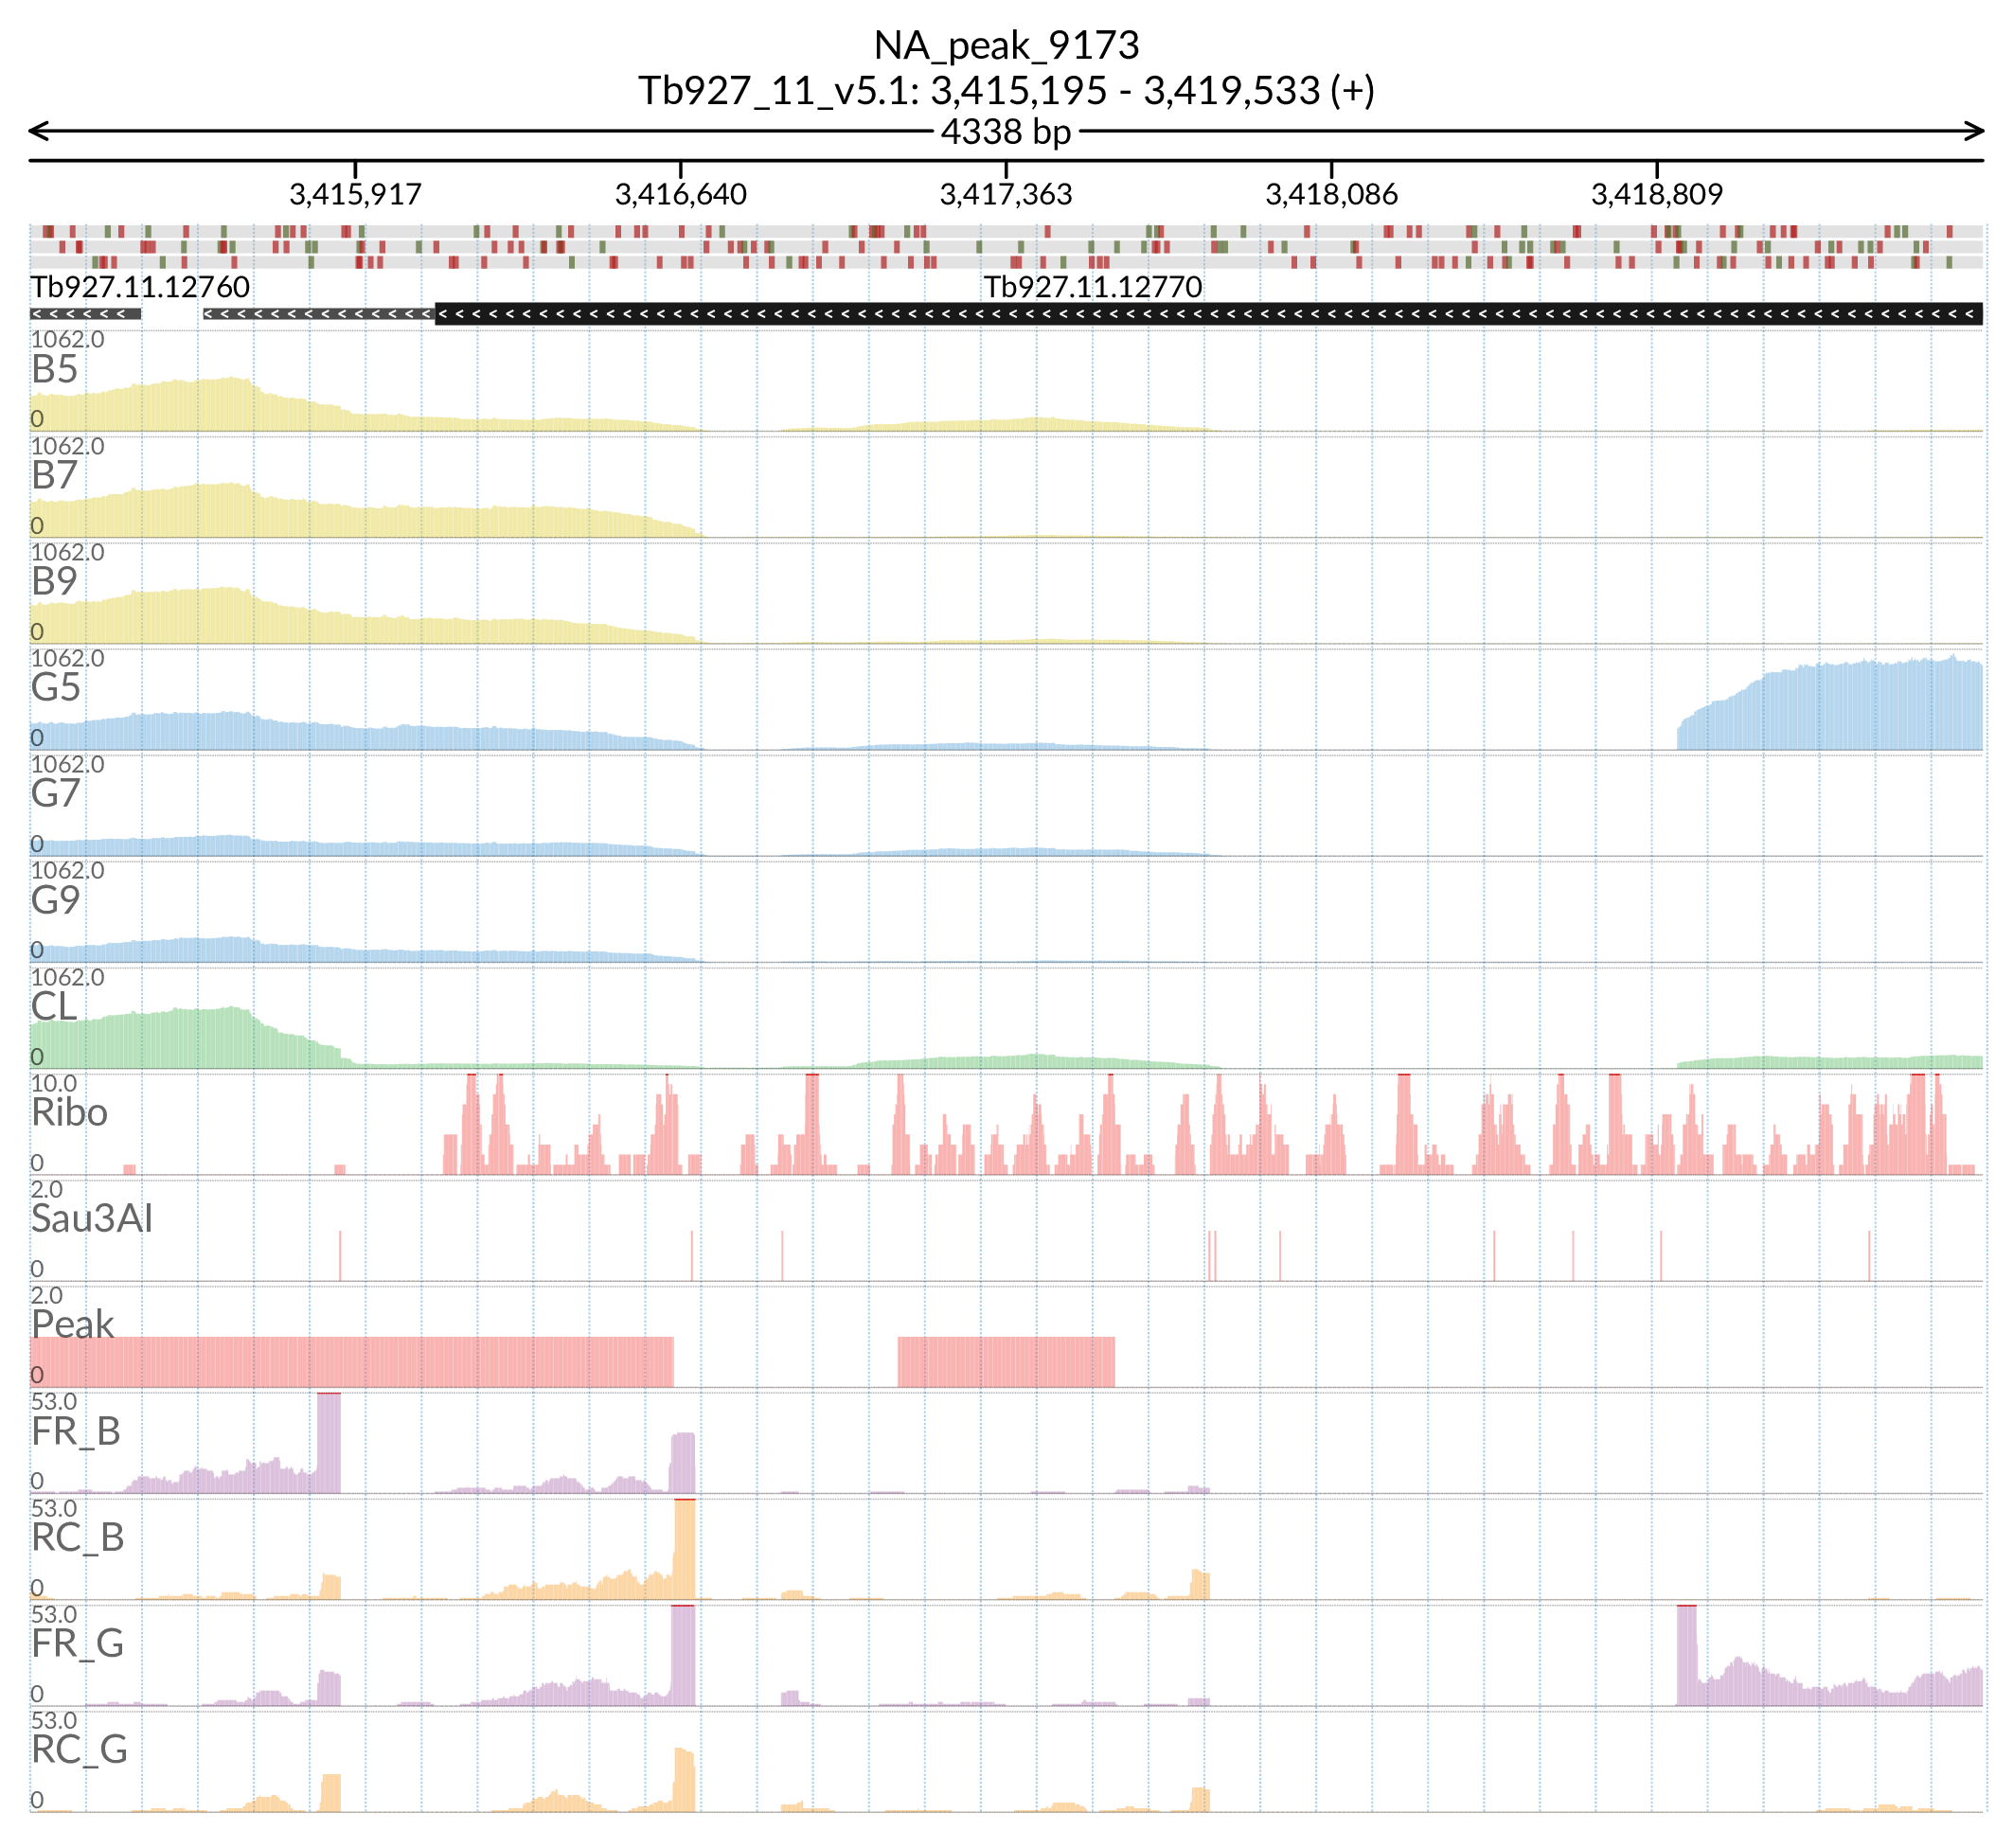 NA_peak_9173
Tb927_11_v5.1: 3,415,195 - 3,419,533 (+)
4338 bp
3,415,917 3,416,640 3,417,363 3,418,086 3,418,809
Tb927.11.12760 Tb927.11.12770
1062.0
B5
0
1062.0
B7
0
1062.0
B9
0
1062.0
G5
0
1062.0
G7
0
1062.0
G9
0
1062.0
CL
0
10.0
Ribo
0
2.0
Sau3AI
0
2.0
Peak
0
53.0
FR_B
0
53.0
RC_B
0
53.0
FR_G
0
53.0
RC_G
0